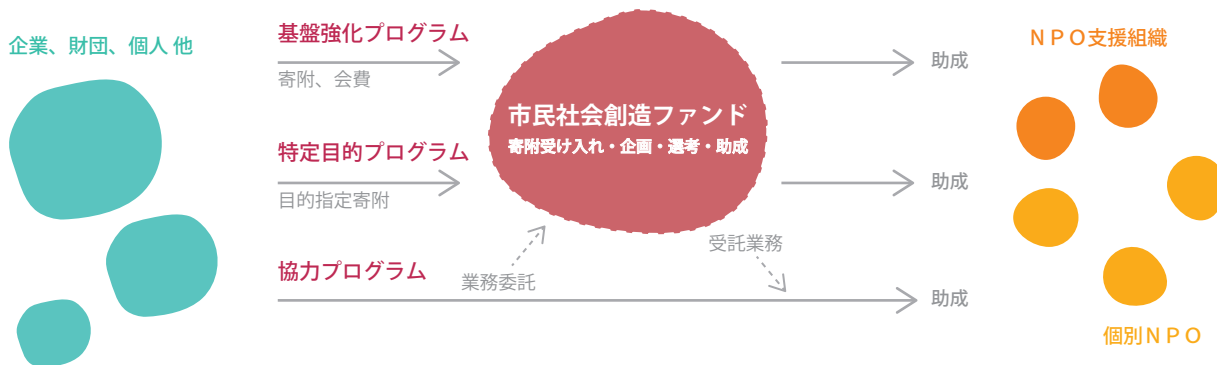 企業、財団、個人 他
基盤強化プログラム
寄附、会費
特定目的プログラム
目的指定寄附
協力プログラム
業務委託
市民社会創造ファンド
寄附受け入れ・企画・選考・助成
受託業務
助成
助成
助成
NPO支援組織
個別NPO